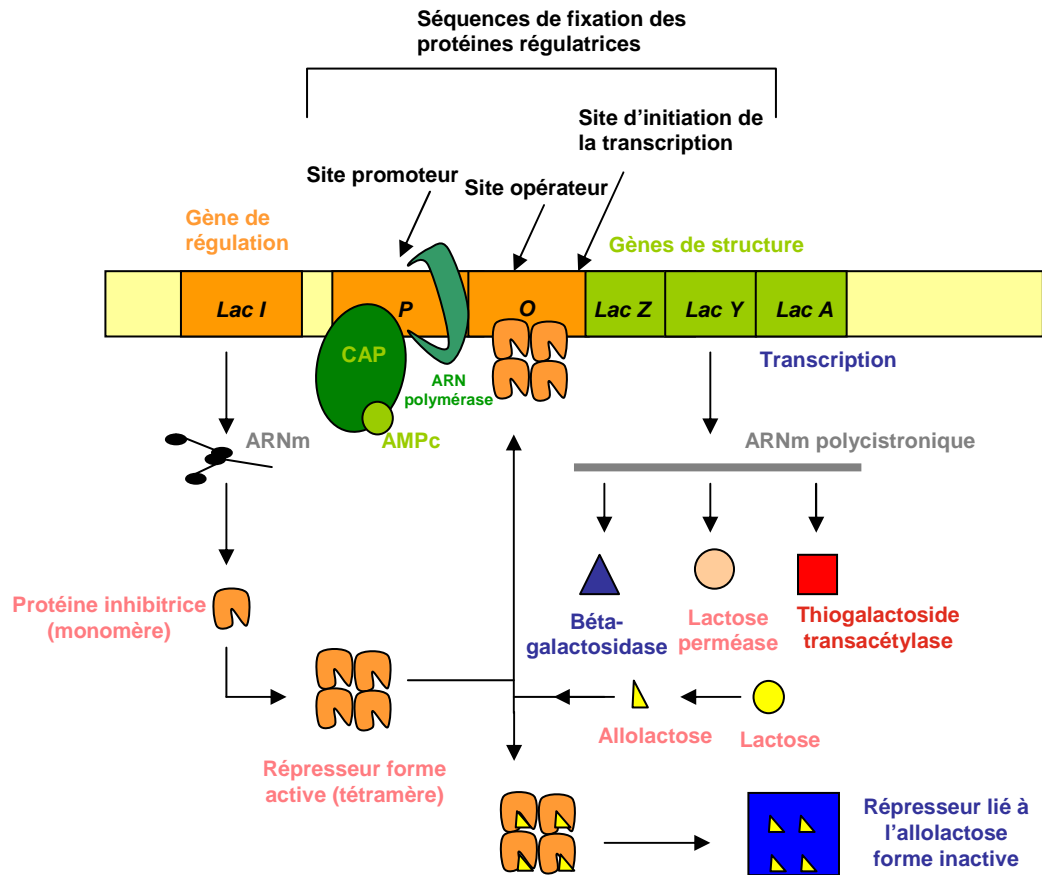 Séquences de fixation des
protéines régulatrices
Site d’initiation de
la transcription
Site promoteur
Site opérateur
Gène de
régulation
Gènes de structure
Lac I
P
O
Lac Z
Lac Y
Lac A
CAP
ARN
polymérase
AMPc
Transcription
ARNm
ARNm polycistronique
Protéine inhibitrice
(monomère)
Béta-
galactosidase
Lactose
perméase
Thiogalactoside
transacétylase
Allolactose
Lactose
Répresseur forme
active (tétramère)
Répresseur lié à
l’allolactose
forme inactive